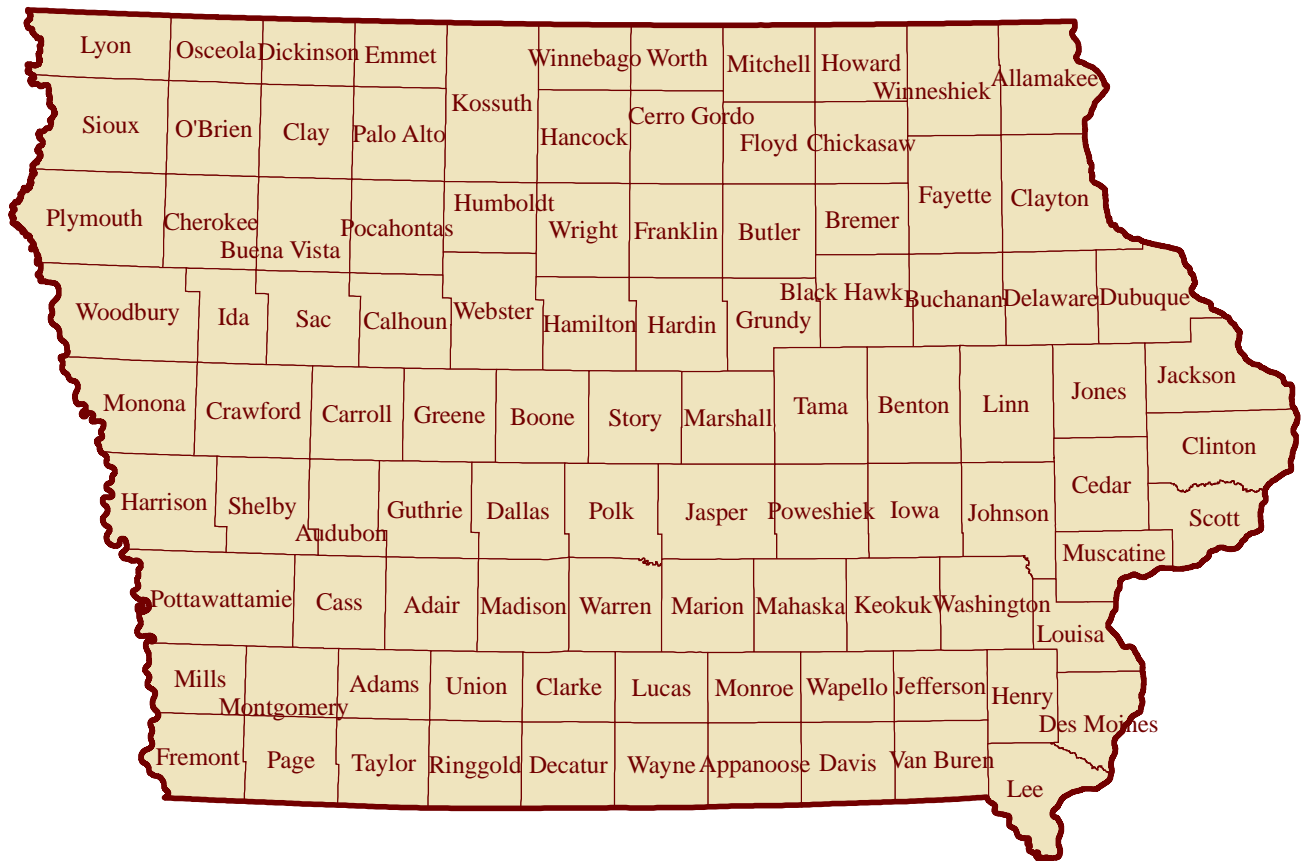 Lyon
Osceola
Dickinson
Emmet
Winnebago
Worth
Mitchell
Howard
Winneshiek
Allamakee
Kossuth
Sioux
O'Brien
Clay
Palo Alto
Hancock
Cerro Gordo
Floyd
Chickasaw
Plymouth
Cherokee
Buena Vista
Pocahontas
Humboldt
Wright
Franklin
Butler
Bremer
Fayette
Clayton
Woodbury
Ida
Sac
Calhoun
Webster
Hamilton
Hardin
Grundy
Black Hawk
Buchanan
Delaware
Dubuque
Monona
Crawford
Carroll
Greene
Boone
Story
Marshall
Tama
Benton
Linn
Jones
Jackson
Clinton
Harrison
Shelby
Audubon
Guthrie
Dallas
Polk
Jasper
Poweshiek
Iowa
Johnson
Cedar
Scott
Muscatine
Pottawattamie
Cass
Adair
Madison
Warren
Marion
Mahaska
Keokuk
Washington
Louisa
Mills
Montgomery
Adams
Union
Clarke
Lucas
Monroe
Wapello
Jefferson
Henry
Des Moines
Fremont
Page
Taylor
Ringgold
Decatur
Wayne
Appanoose
Davis
Van Buren
Lee